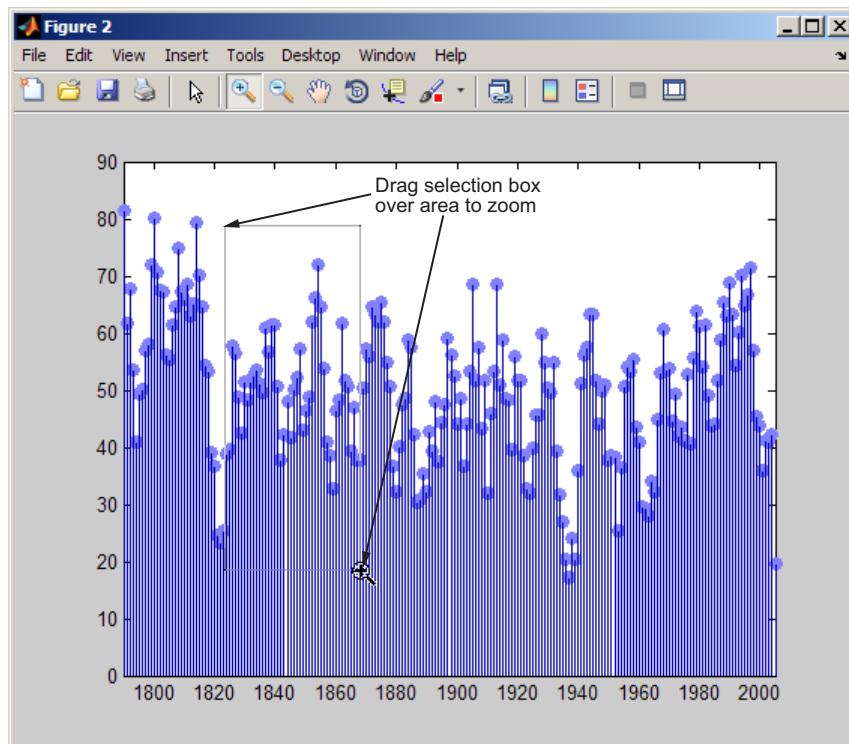 Figure 2
File Edit View Insert Tools Desktop Window Help
90
Drag selection box
over area to zoom
80
70
60
50
40
30
20
10
0
1800 1820 1840 1860 1880 1900 1920 1940 1960 1980 2000